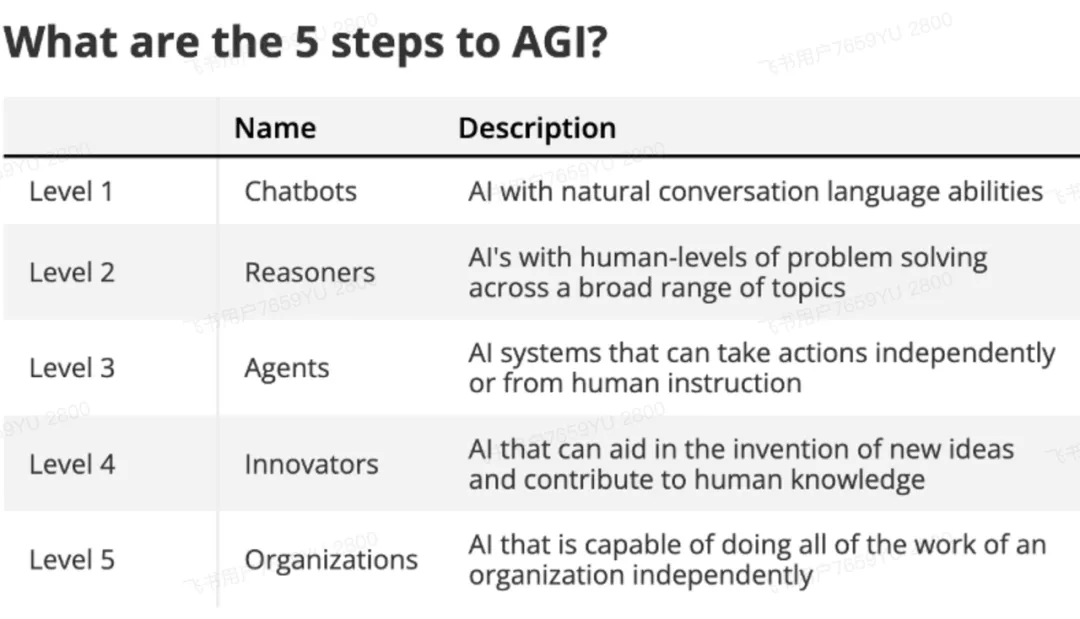 What are the 5 steps to AGI?
Name Description
Level 1 Chatbots AI with natural conversation language abilities
Level 2 Reasoners AI's with human-levels of problem solving
across a broad range of topics
Level 3 Agents AI systems that can take actions independently
or from human instruction
Level 4 Innovators AI that can aid in the invention of new ideas
and contribute to human knowledge
Level 5 Organizations AI that is capable of doing all of the work of an
organization independently
飞书用户7659YU 2800